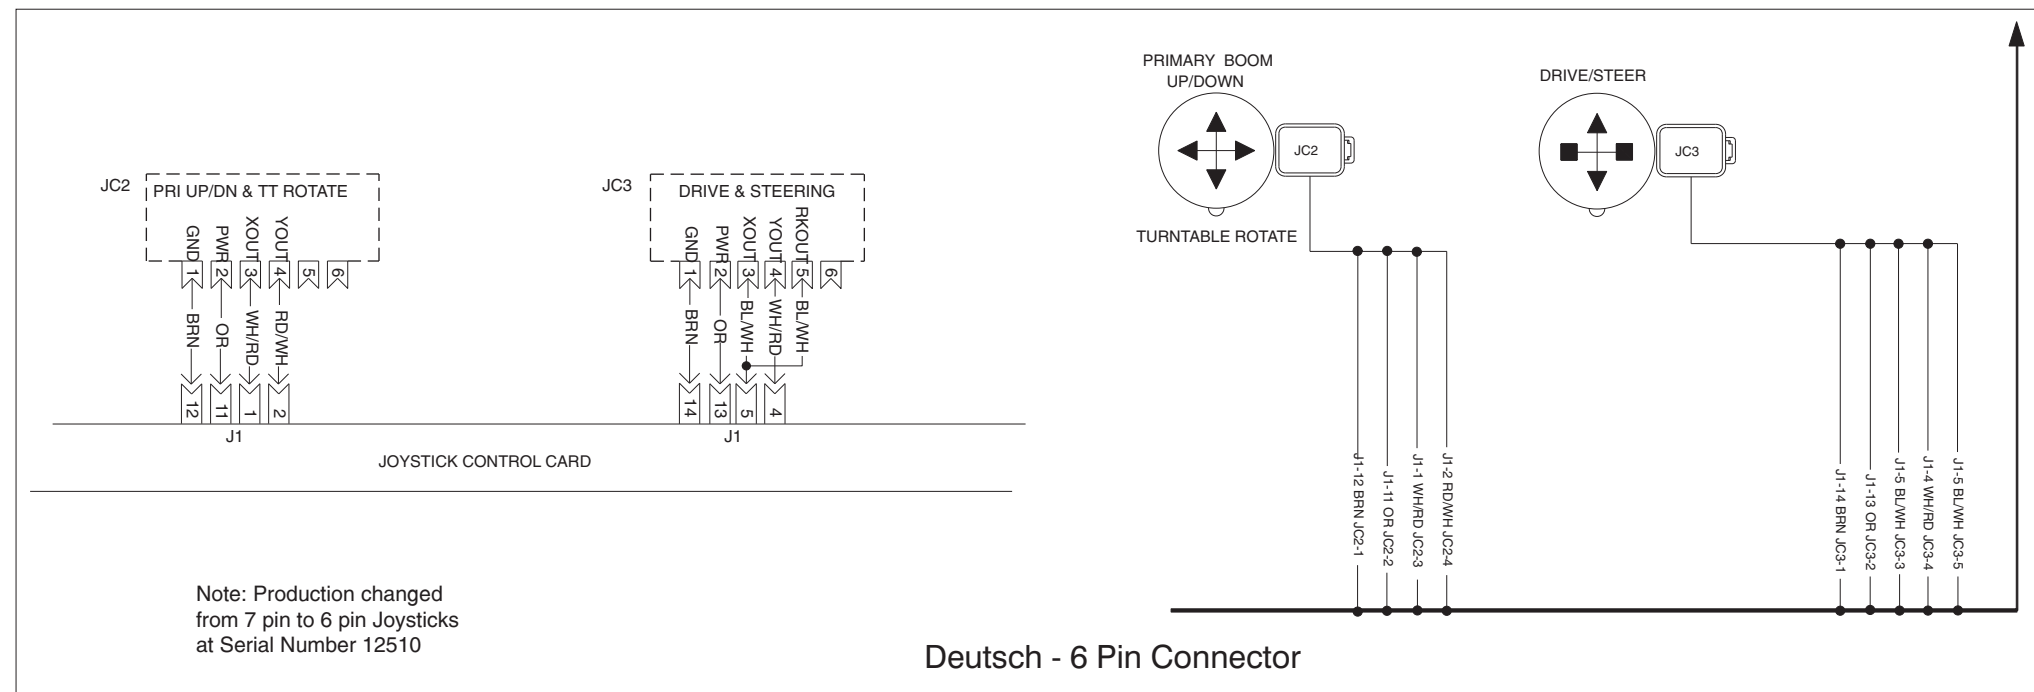 JC2
PRI UP/DN & TT ROTATE
GND
PWR
XOUT
YOUT
1
2
3
4
5
6
BRN
OR
WH/RD
RD/WH
12
11
1
2
J1
JC3
DRIVE & STEERING
GND
PWR
XOUT
YOUT
RKOUT
1
2
3
4
5
6
BRN
OR
BL/WH
WH/RD
BL/WH
14
13
5
4
J1
JOYSTICK CONTROL CARD
Note: Production changed
from 7 pin to 6 pin Joysticks
at Serial Number 12510
PRIMARY BOOM
UP/DOWN
JC2
TURNTABLE ROTATE
J1-12 BRN JC2-1
J1-11 OR JC2-2
J1-1 WH/RD JC2-3
J1-2 RD/WH JC2-4
DRIVE/STEER
JC3
J1-14 BRN JC3-1
J1-13 OR JC3-2
J1-5 BL/WH JC3-3
J1-4 WH/RD JC3-4
J1-5 BL/WH JC3-5
Deutsch - 6 Pin Connector